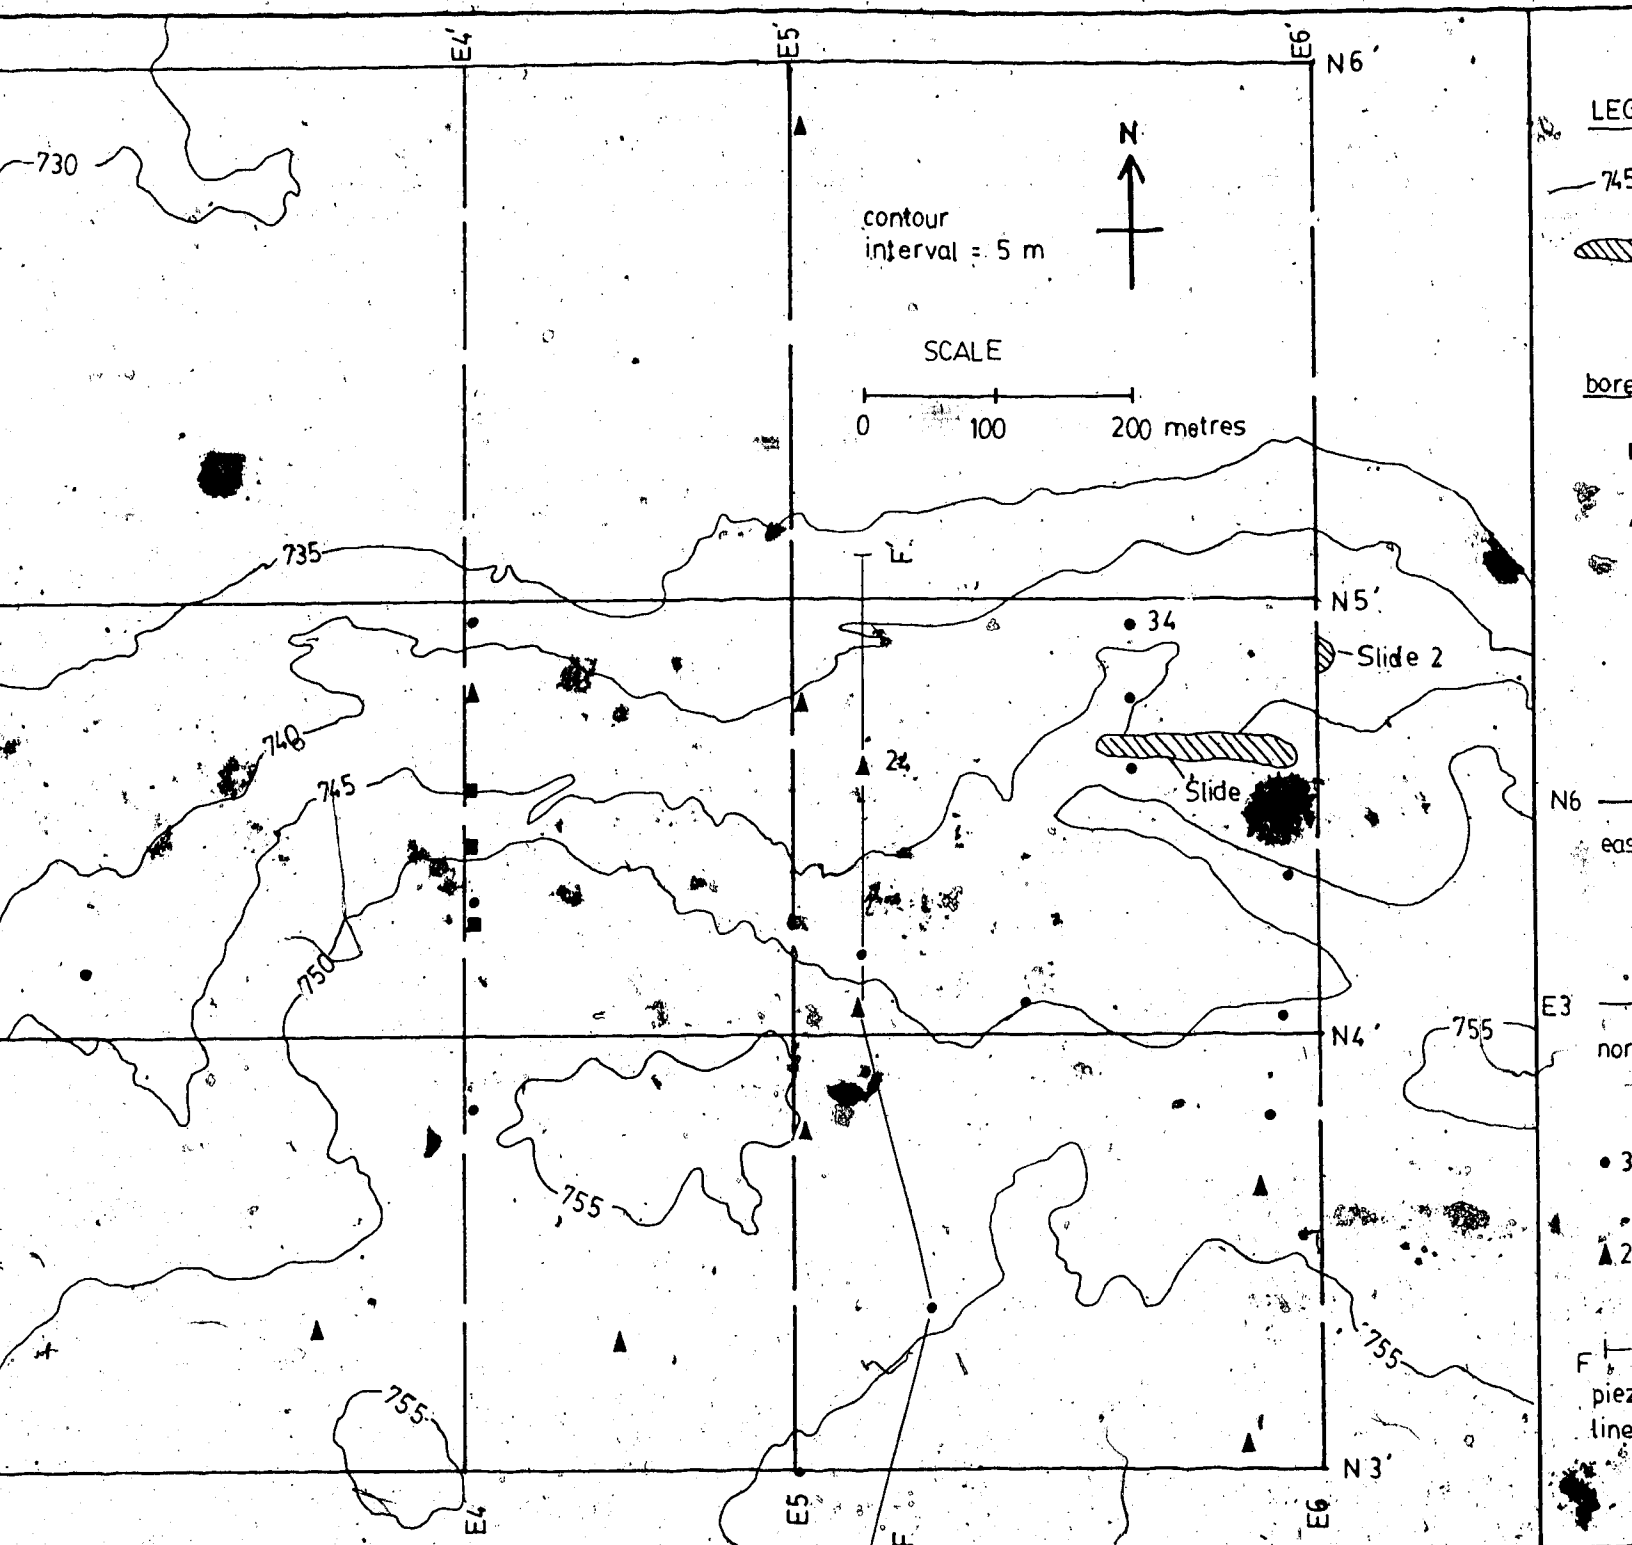 E4'
E5'
E6'
N6'
LEG
730
N
745
contour
interval = 5 m
SCALE
0 100 200 metres
bore
735
F'
N5'
34
Slide 2
740
24
745
Slide
N6
eas
750
E3
755
N4'
nor
3
755
2
755
F
piez
line
755
N3'
E4
E5
F
E6